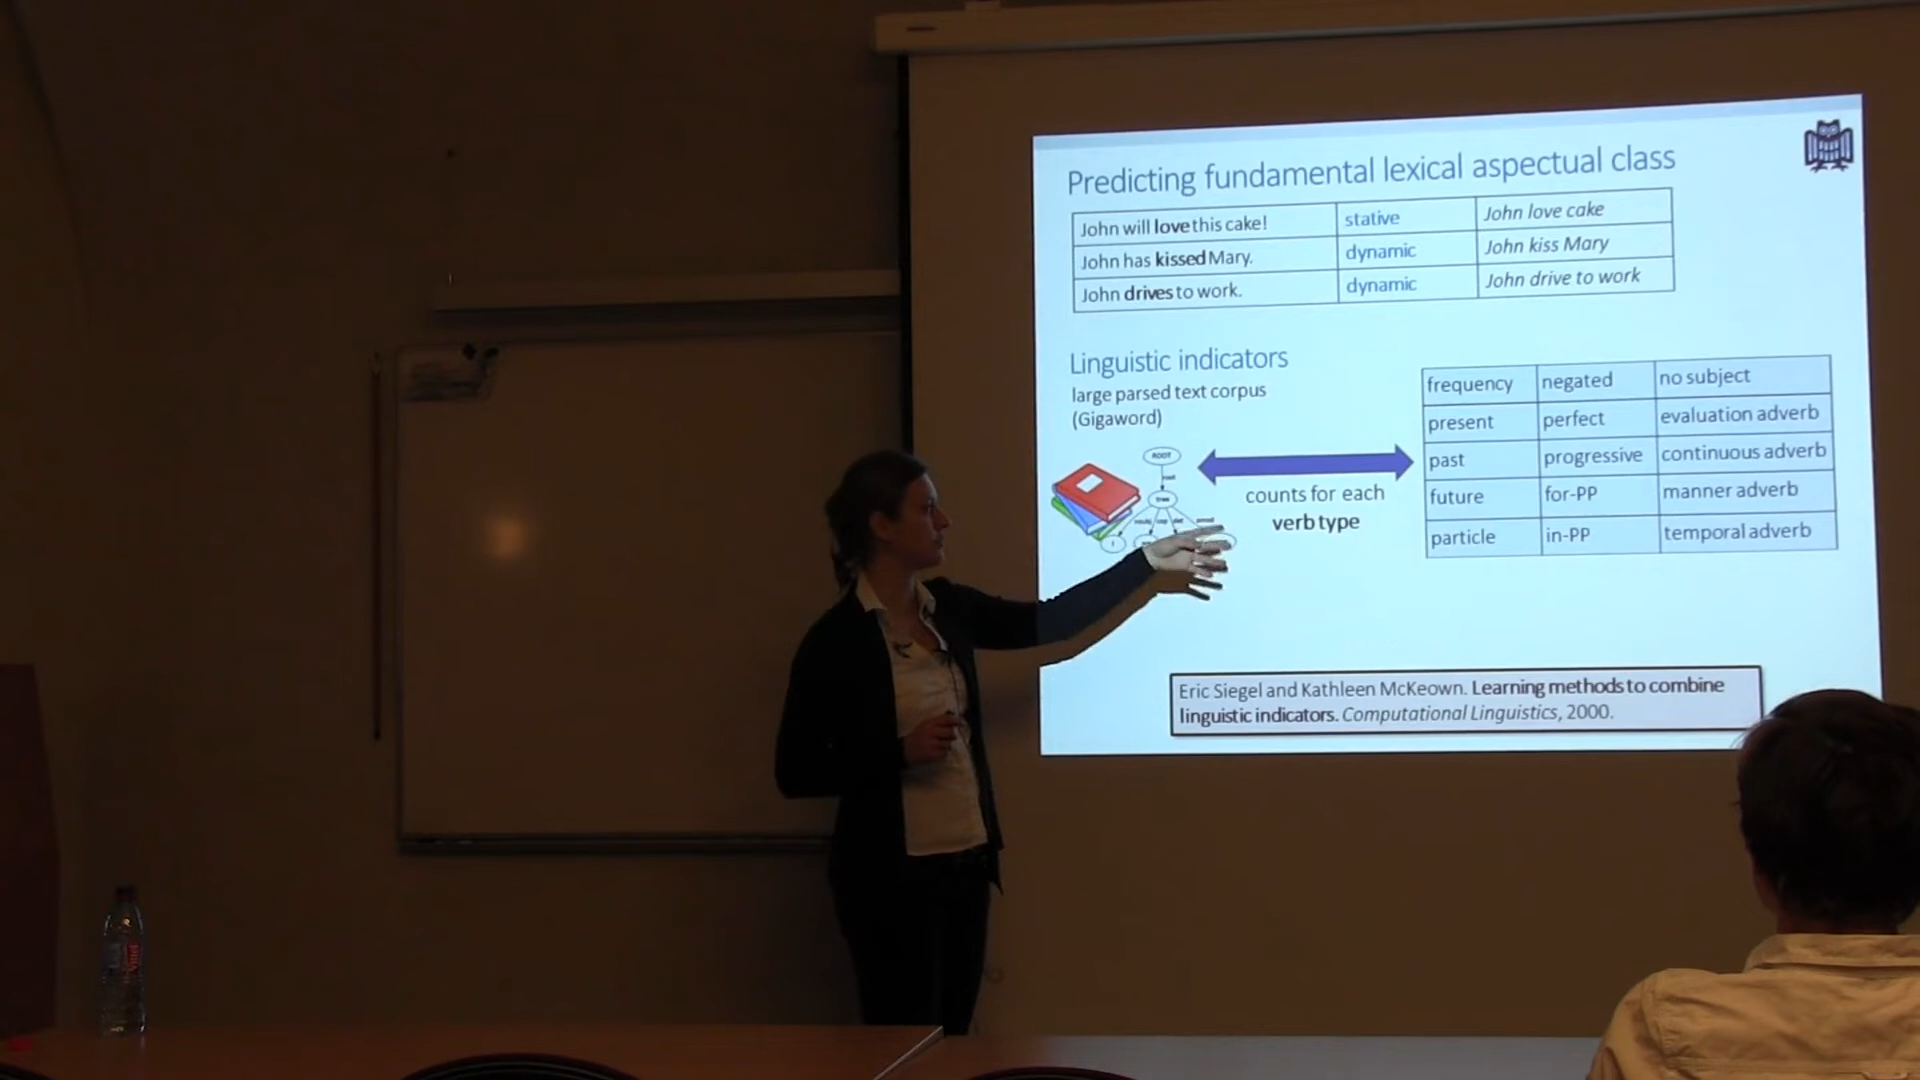 Predicting fundamental lexical aspectual class
John will love this cake! stative John love cake
John has kissed Mary. dynamic John kiss Mary
John drives to work. dynamic John drive to work
Linguistic indicators
large parsed text corpus
(Gigaword)
ROOT
root
counts for each
verb type
frequency negated no subject
present perfect evaluation adverb
past progressive continuous adverb
future for-PP manner adverb
particle in-PP temporal adverb
Eric Siegel and Kathleen McKeown. Learning methods to combine
linguistic indicators. Computational Linguistics, 2000.
Vittel